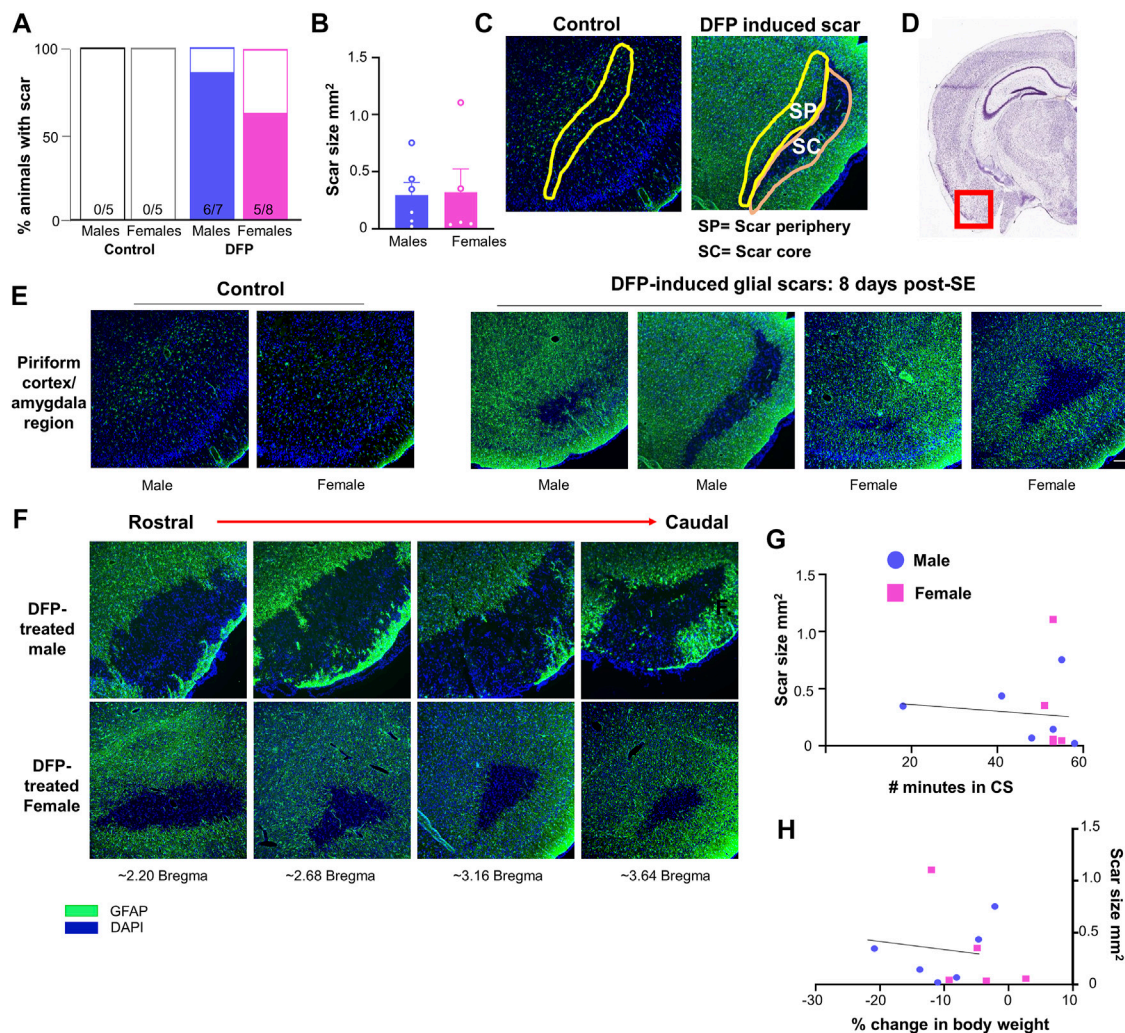 A
% animals with scar
100
50
0
0/5
0/5
6/7
5/8
Males
Females
Males
Females
Control
DFP
B
Scar size mm2
1.5
1.0
0.5
0
Males
Females
C
Control
DFP induced scar
SP
SC
SP= Scar periphery
SC= Scar core
D
E
Control
DFP-induced glial scars: 8 days post-SE
Piriform
cortex/
amygdala
region
Male
Female
Male
Male
Female
Female
F
Rostral
Caudal
DFP-
treated
male
F.
DFP-
treated
Female
~2.20 Bregma
~2.68 Bregma
~3.16 Bregma
~3.64 Bregma
GFAP
DAPI
G
Male
Female
Scar size mm2
1.5
1.0
0.5
0
20
40
60
# minutes in CS
H
1.5
1.0
0.5
0
Scar size mm2
-30
-20
-10
0
10
% change in body weight